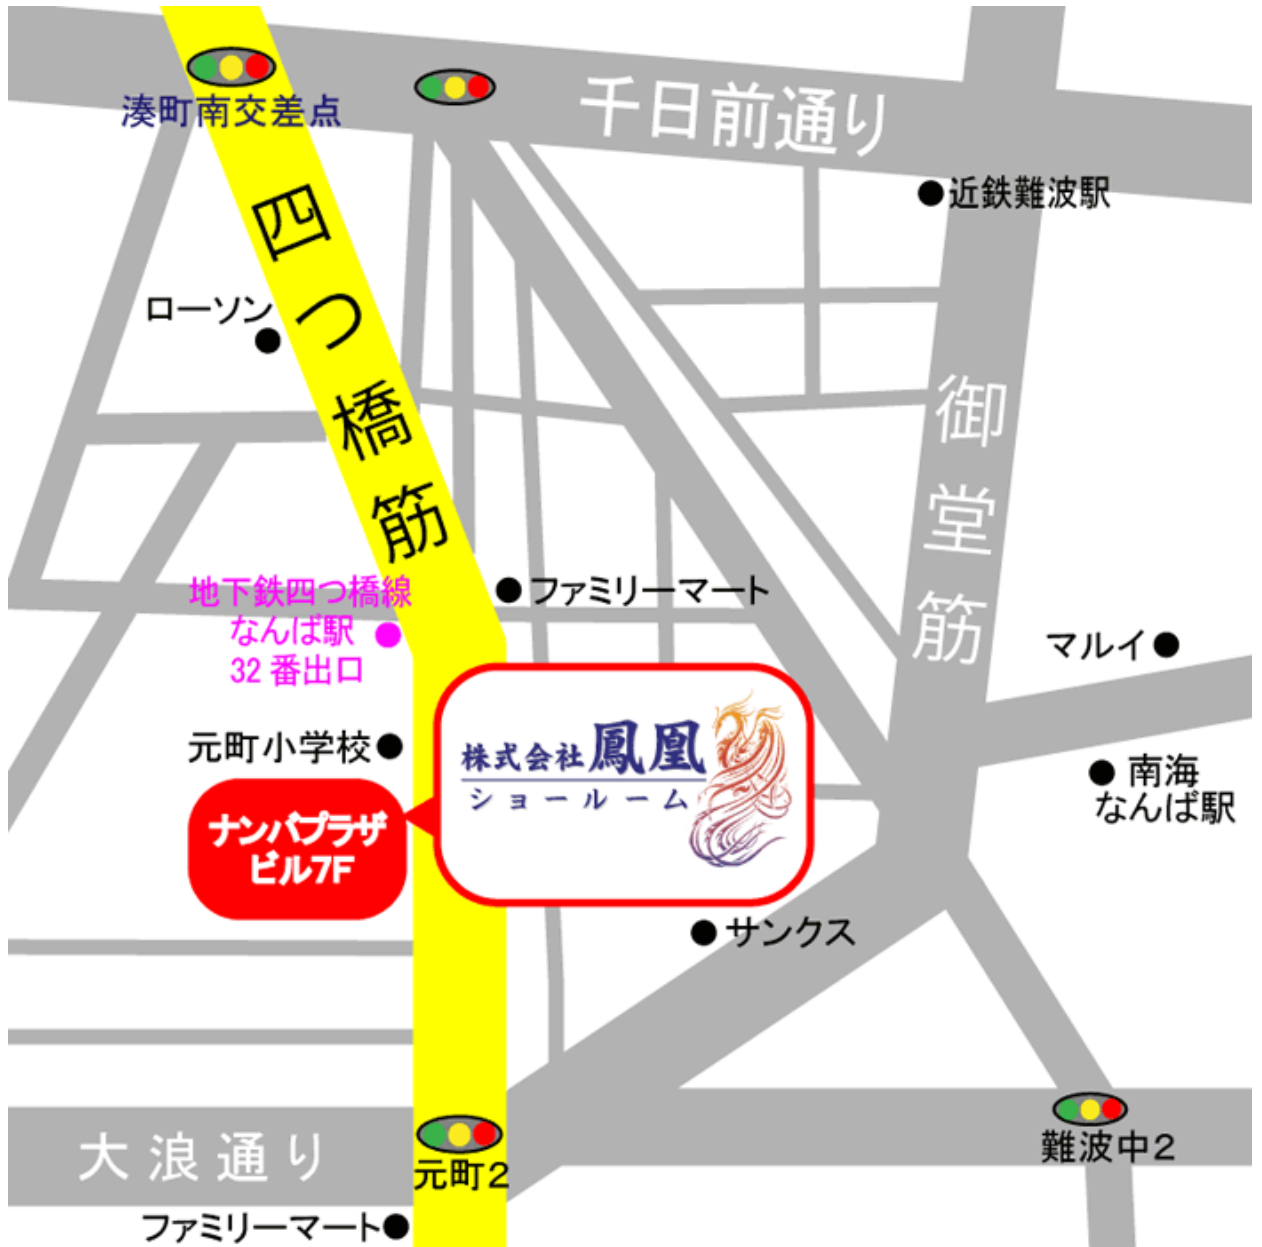 湊町南交差点
千日前通り
近鉄難波駅
四つ橋筋
ローソン
御堂筋
地下鉄四つ橋線
なんば駅
32番出口
ファミリーマート
マルイ
元町小学校
株式会社鳳凰
ショールーム
南海
なんば駅
ナンバプラザ
ビル7F
サンクス
大浪通り
元町2
難波中2
ファミリーマート